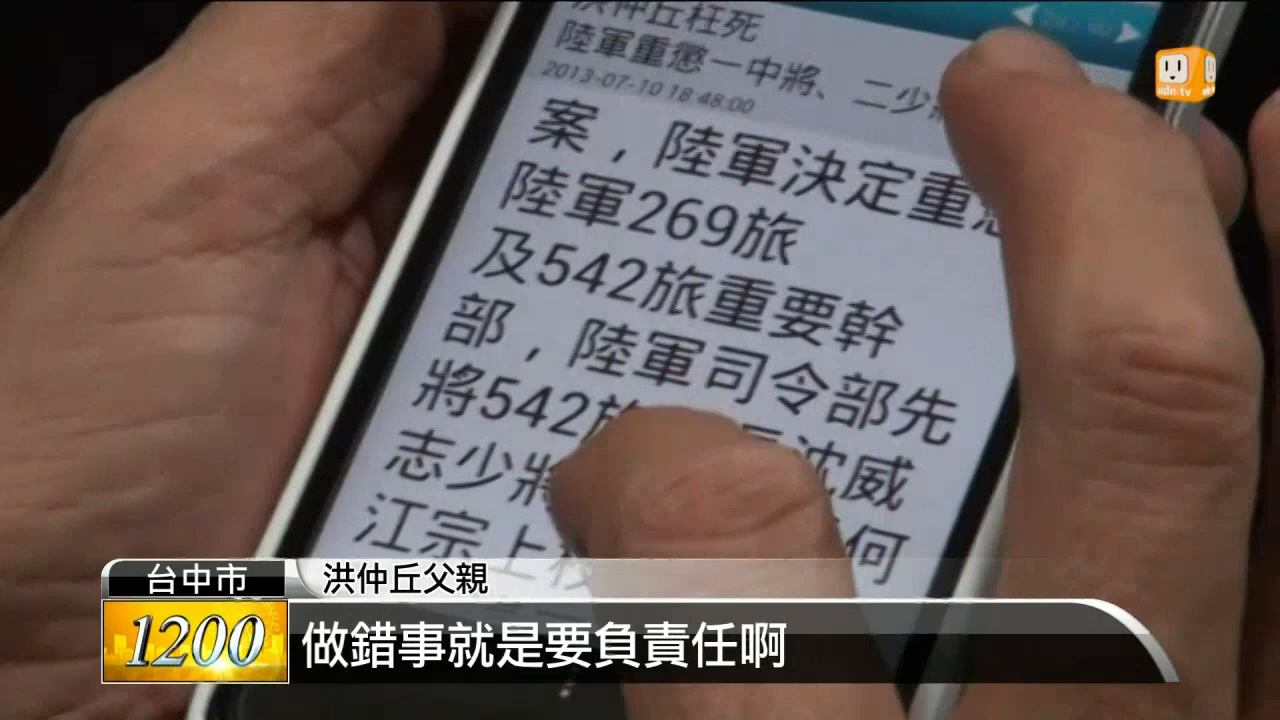 洪仲丘枉死
陸軍重懲一中將、二少
2013-07-10 18:48:00
案，陸軍決定重
陸軍269旅
及542旅重要幹
部，陸軍司令部先
將542 沈威
志少將 何
江宗上校
udn tv
台中市
洪仲丘父親
1200
做錯事就是要負責任啊